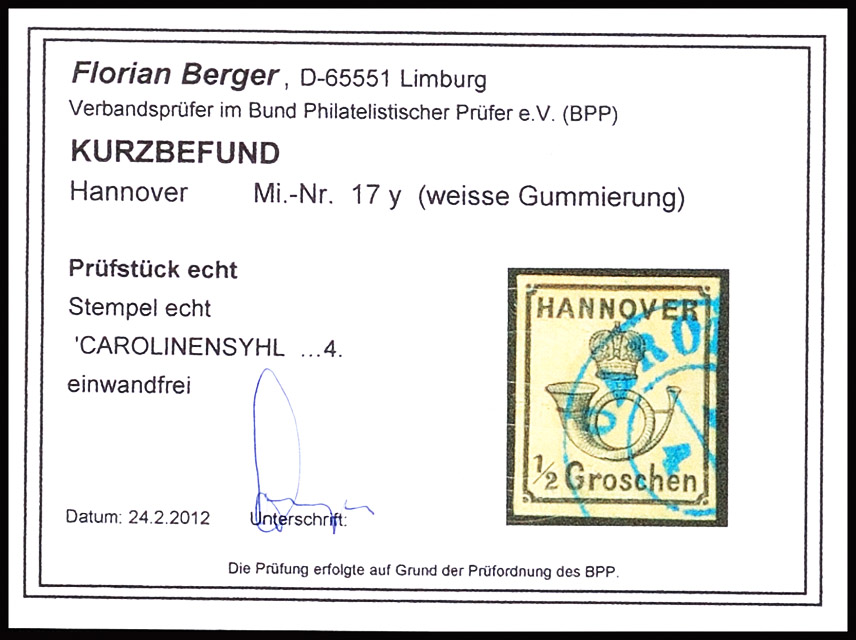 Florian Berger, D-65551 Limburg
Verbandsprüfer im Bund Philatelistischer Prüfer e.V. (BPP)
KURZBEFUND
Hannover Mi.-Nr. 17 y (weisse Gummierung)
Prüfstück echt
Stempel echt
'CAROLINENSYHL ...4.
einwandfrei
HANNOVER
ROL
4
1/2 Groschen
Datum: 24.2.2012 Unterschrift:
Die Prüfung erfolgte auf Grund der Prüfordnung des BPP.